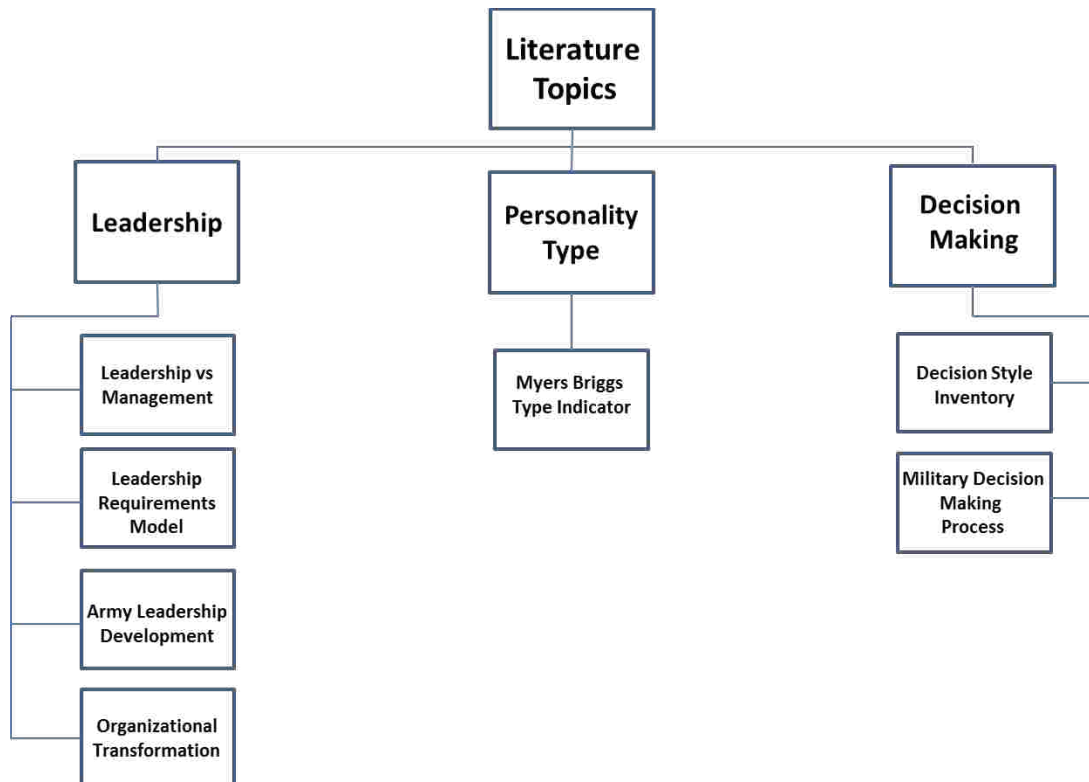 Literature
Topics
Leadership
Personality
Type
Decision
Making
Leadership vs
Management
Leadership
Requirements
Model
Army Leadership
Development
Organizational
Transformation
Myers Briggs
Type Indicator
Decision Style
Inventory
Military Decision
Making
Process